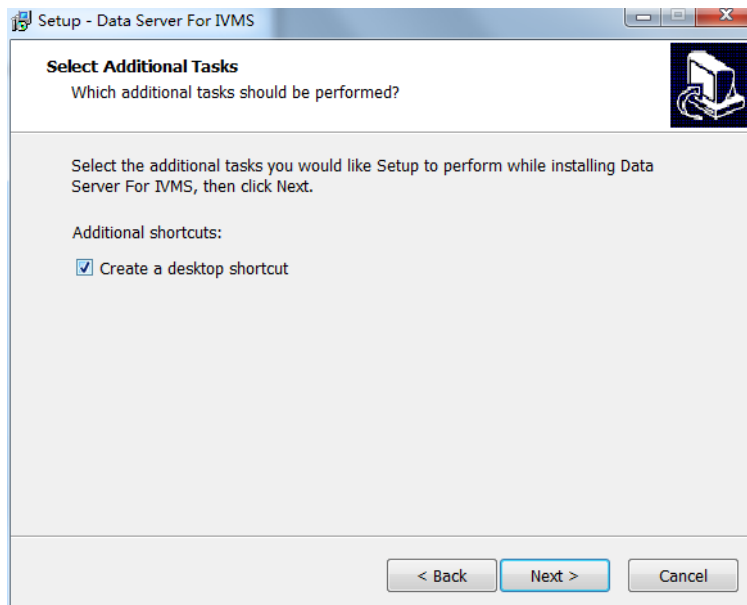 Setup - Data Server For IVMS
Select Additional Tasks
Which additional tasks should be performed?
Select the additional tasks you would like Setup to perform while installing Data
Server For IVMS, then click Next.
Additional shortcuts:
Create a desktop shortcut
< Back
Next >
Cancel